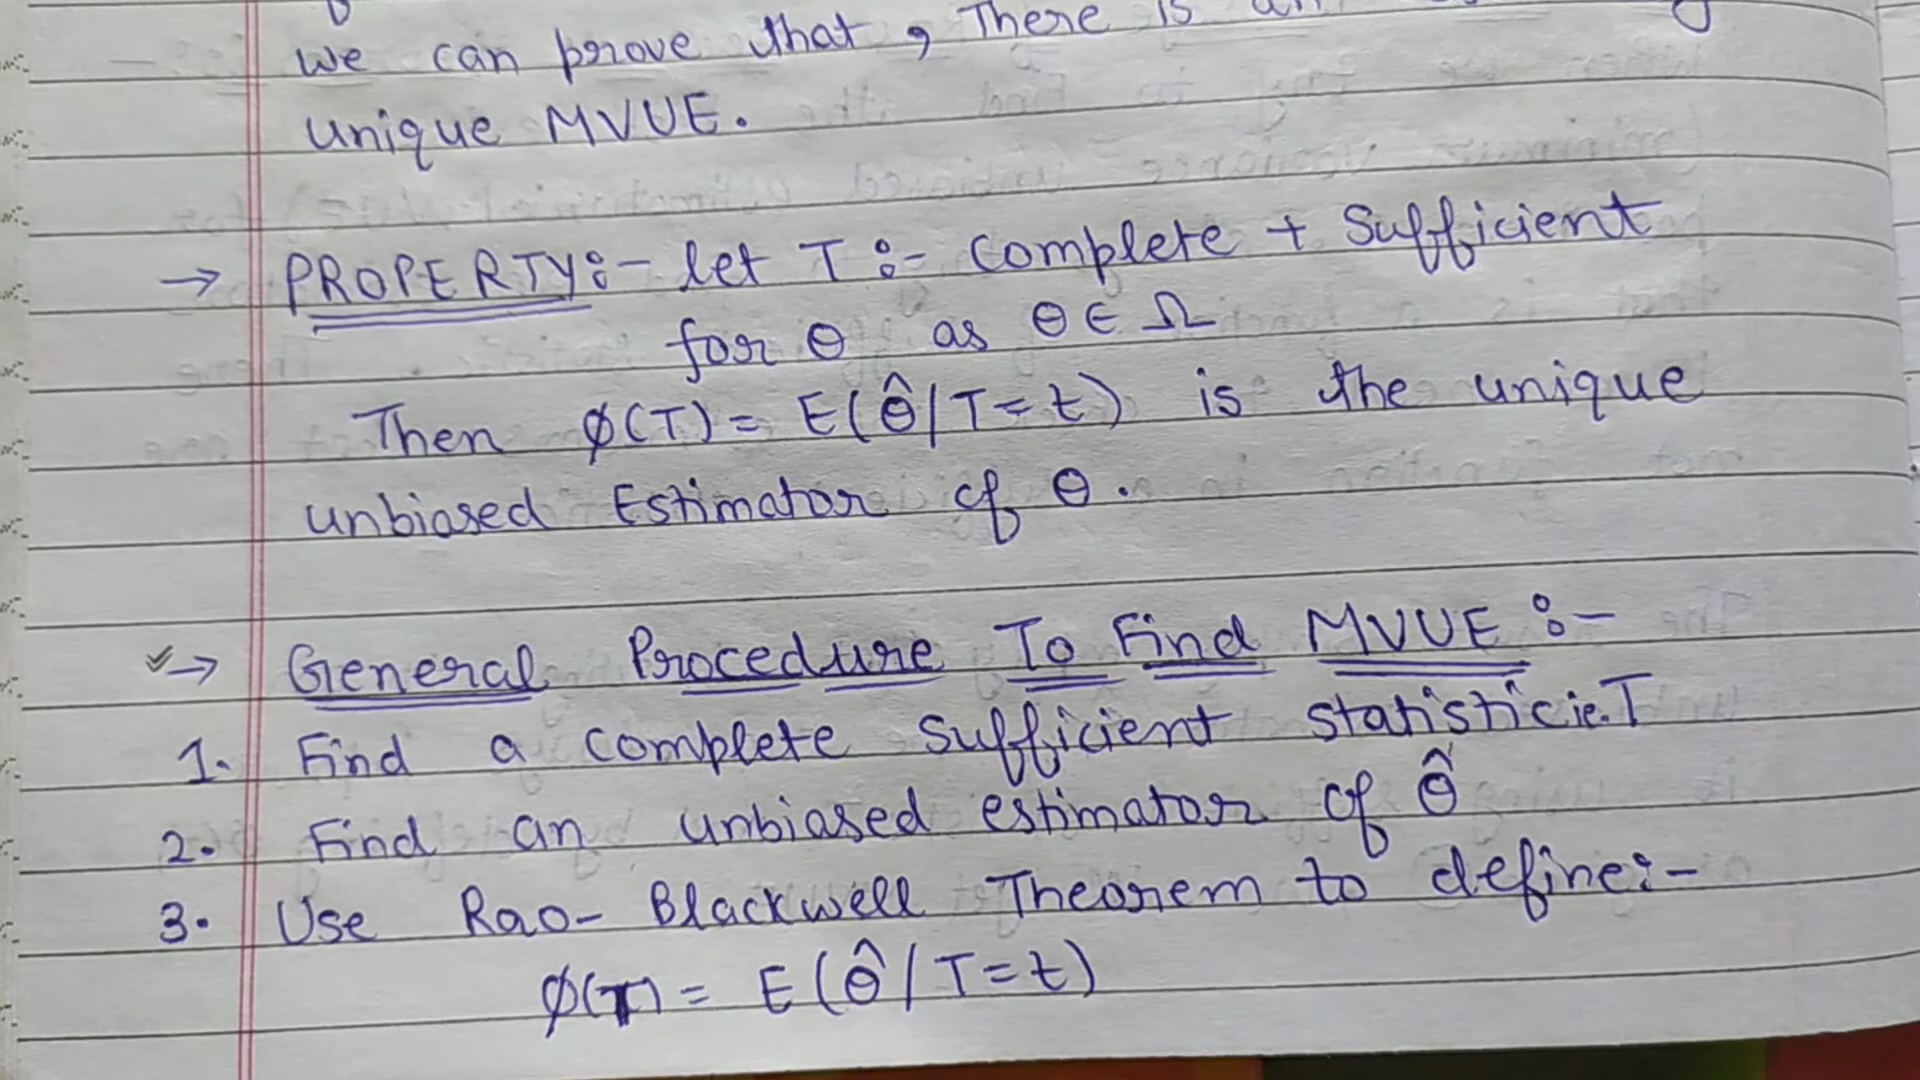 we can prove that, There is an
unique MVUE.
→ PROPERTY:- let T:- complete + Sufficient
for θ as θ ∈ Ω
Then ϕ(T) = E(θ̂/T=t) is the unique
unbiased Estimator of θ.
✓→ General Procedure To Find MVUE:-
1. Find a complete sufficient statistic i.e. T
2. Find an unbiased estimator of θ̂
3. Use Rao-Blackwell Theorem to define:-
ϕ(T) = E(θ̂/T=t)